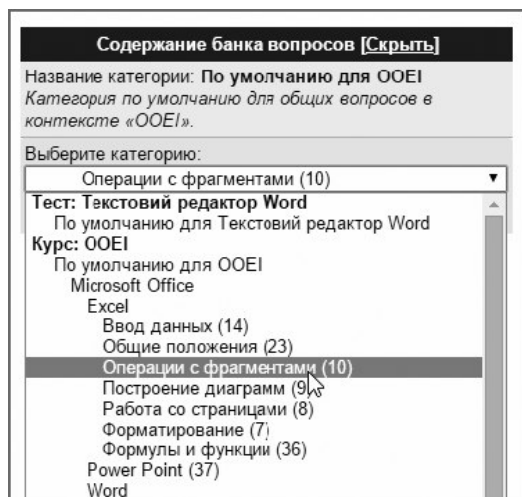 Содержание банка вопросов [Скрыть]
Название категории: По умолчанию для OOEI
Категория по умолчанию для общих вопросов в
контексте «OOEI».
Выберите категорию:
Операции с фрагментами (10)
Тест: Текстовий редактор Word
По умолчанию для Текстовий редактор Word
Курс: OOEI
По умолчанию для OOEI
Microsoft Office
Excel
Ввод данных (14)
Общие положения (23)
Операции с фрагментами (10)
Построение диаграмм (9)
Работа со страницами (8)
Форматирование (7)
Формулы и функции (36)
Power Point (37)
Word